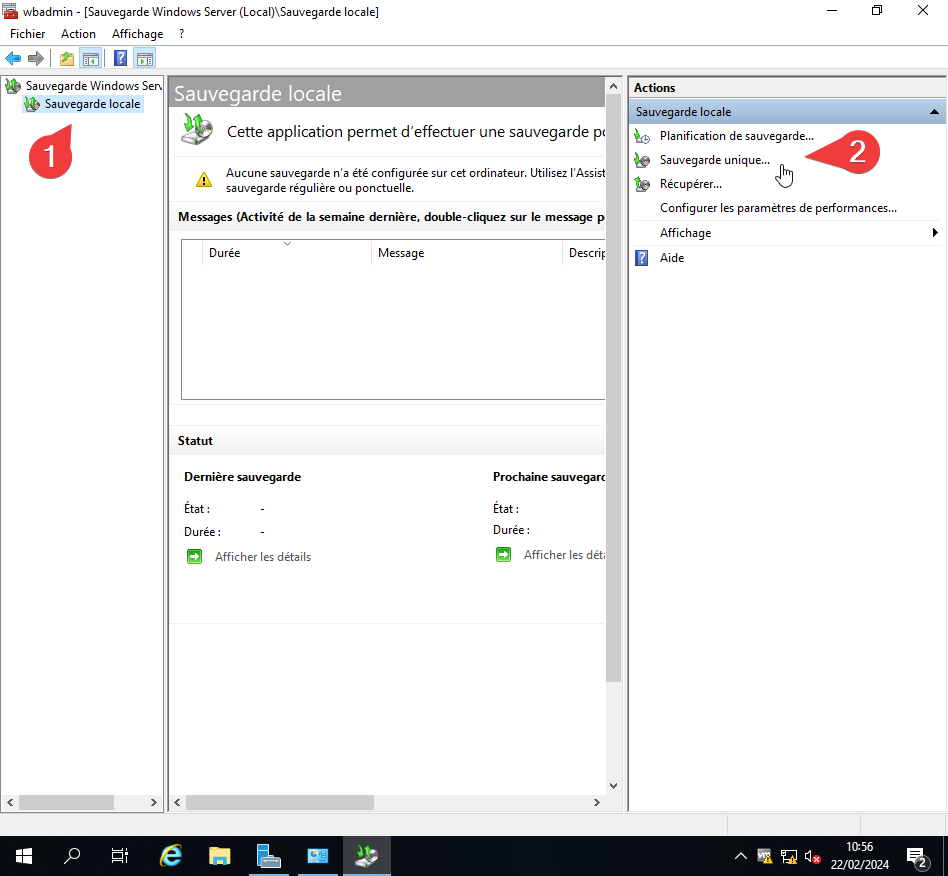 wbadmin - [Sauvegarde Windows Server (Local)\Sauvegarde locale]
Fichier Action Affichage ?
Sauvegarde Windows Serv
Sauvegarde locale
1
Sauvegarde locale
Cette application permet d'effectuer une sauvegarde po
Aucune sauvegarde n'a été configurée sur cet ordinateur. Utilisez l'Assist
sauvegarde régulière ou ponctuelle.
Messages (Activité de la semaine dernière, double-cliquez sur le message p
Durée Message Descrip
Statut
Dernière sauvegarde Prochaine sauvegard
État : - État :
Durée : - Durée :
Afficher les détails Afficher les déta
Actions
Sauvegarde locale
Planification de sauvegarde...
Sauvegarde unique...
2
Récupérer...
Configurer les paramètres de performances...
Affichage
Aide
10:56
22/02/2024
2